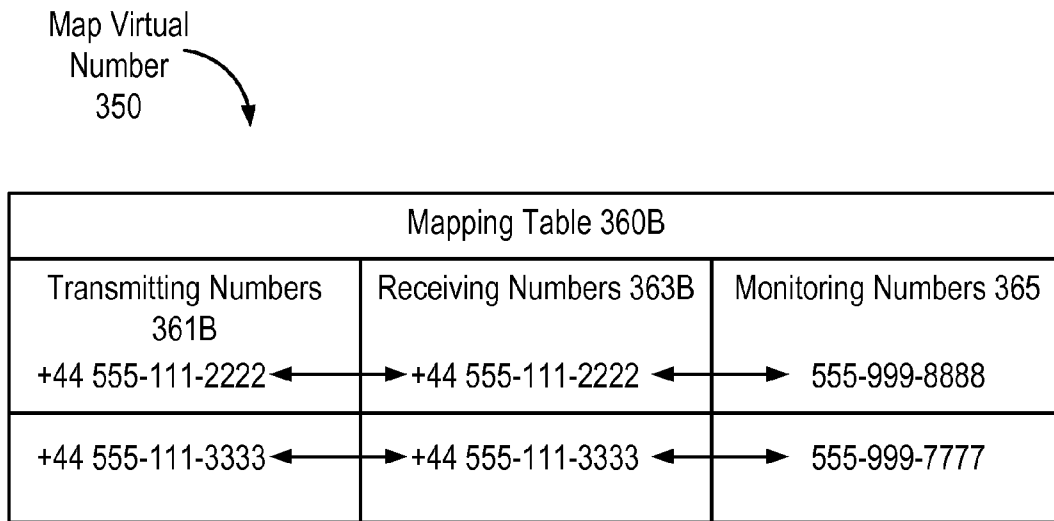 Map Virtual
Number
350
Mapping Table 360B
Transmitting Numbers
361B
Receiving Numbers 363B
Monitoring Numbers 365
+44 555-111-2222
+44 555-111-2222
555-999-8888
+44 555-111-3333
+44 555-111-3333
555-999-7777